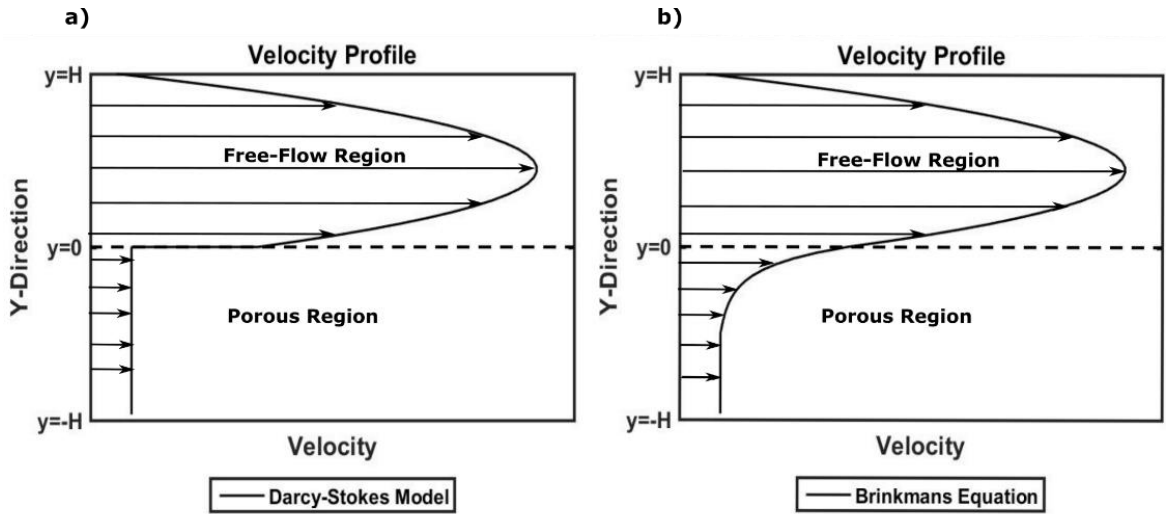 a)
Velocity Profile
y=H
Free-Flow Region
Y-Direction
y=0
Porous Region
y=-H
Velocity
Darcy-Stokes Model
b)
Velocity Profile
y=H
Free-Flow Region
Y-Direction
y=0
Porous Region
y=-H
Velocity
Brinkmans Equation